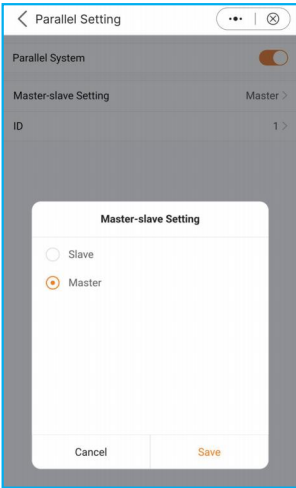 Parallel Setting
Parallel System
Master-slave Setting Master
ID 1
Master-slave Setting
Slave
Master
Cancel Save